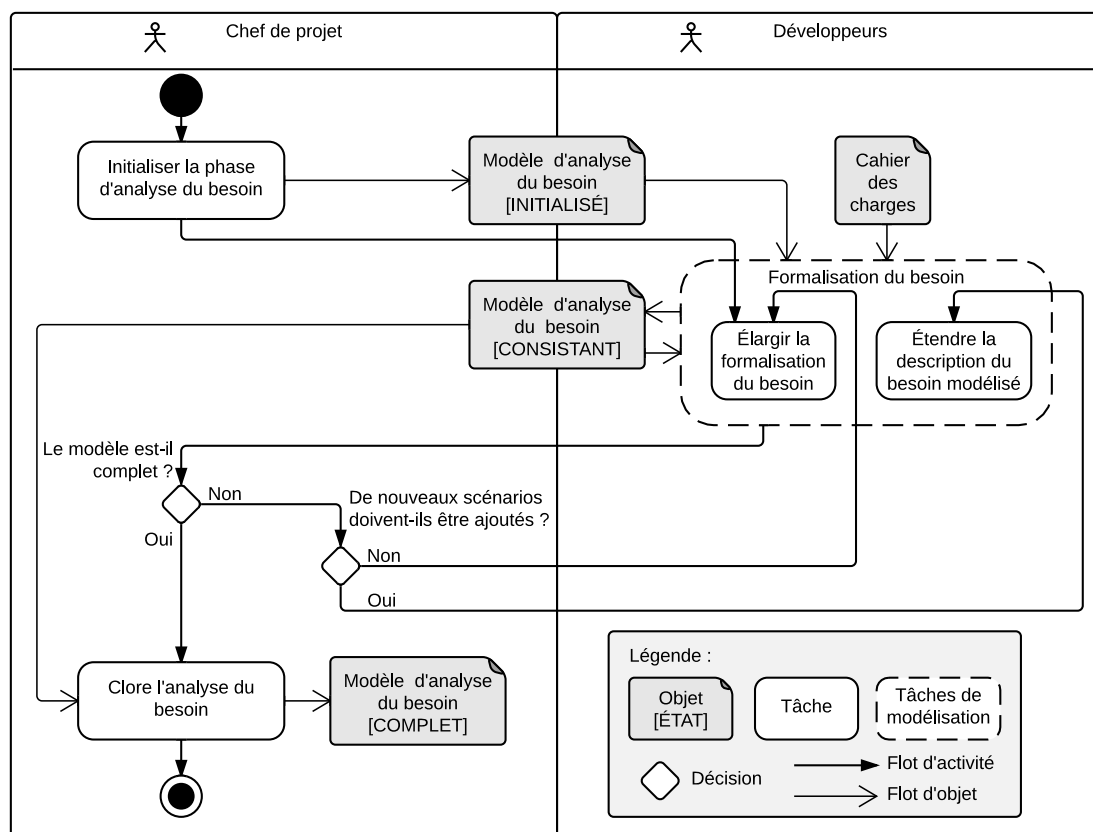 Chef de projet
Développeurs
Initialiser la phase
d'analyse du besoin
Modèle d'analyse
du besoin
[INITIALISÉ]
Cahier
des
charges
Formalisation du besoin
Modèle d'analyse
du besoin
[CONSISTANT]
Élargir la
formalisation
du besoin
Étendre la
description du
besoin modélisé
Le modèle est-il
complet ?
Non
De nouveaux scénarios
doivent-ils être ajoutés ?
Oui
Non
Oui
Clore l'analyse du
besoin
Modèle d'analyse
du besoin
[COMPLET]
Légende :
Objet
[ÉTAT]
Tâche
Tâches de
modélisation
Décision
Flot d'activité
Flot d'objet